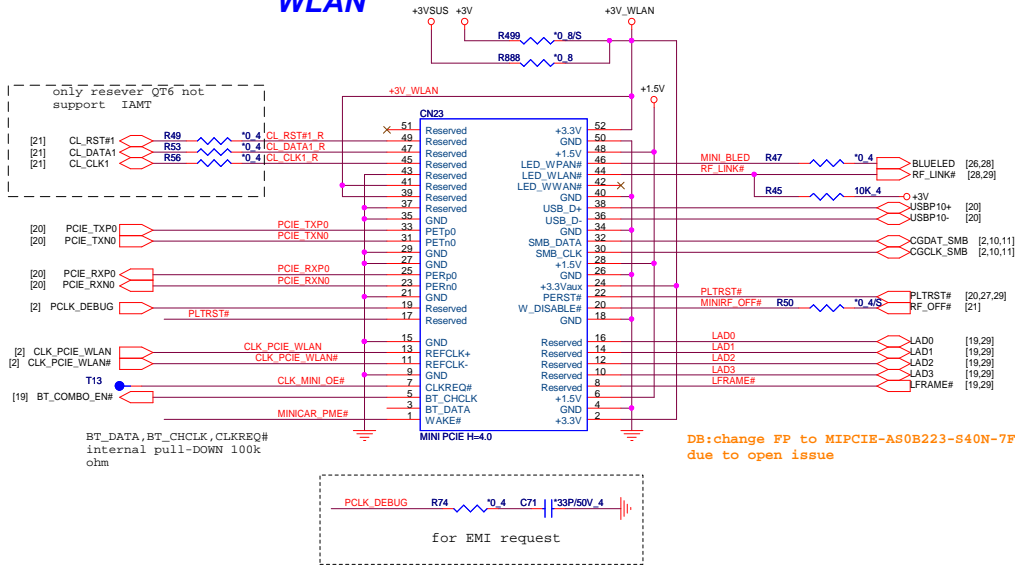 WLAN
+3VSUS +3V +3V_WLAN
R499 *0_8/S
R888 *0_8
only resever QT6 not
support IAMT
+3V_WLAN
+1.5V
CN23
[21] CL_RST#1 R49 *0_4 CL_RST#1_R
[21] CL_DATA1 R53 *0_4 CL_DATA1_R
[21] CL_CLK1 R56 *0_4 CL_CLK1_R
51 Reserved +3.3V 52
49 Reserved GND 50
47 Reserved +1.5V 48
45 Reserved LED_WPAN# 46 MINI_BLED R47 *0_4 BLUELED [26,28]
43 Reserved LED_WLAN# 44 RF_LINK# RF_LINK# [28,29]
41 Reserved LED_WWAN# 42
39 Reserved GND 40 R45 10K_4 +3V
37 Reserved USB_D+ 38 USBP10+ [20]
35 GND USB_D- 36 USBP10- [20]
[20] PCIE_TXP0 PCIE_TXP0 33 PETp0 GND 34
[20] PCIE_TXN0 PCIE_TXN0 31 PETn0 SMB_DATA 32 CGDAT_SMB [2,10,11]
29 GND SMB_CLK 30 CGCLK_SMB [2,10,11]
27 GND +1.5V 28
[20] PCIE_RXP0 PCIE_RXP0 25 PERp0 GND 26
[20] PCIE_RXN0 PCIE_RXN0 23 PERn0 +3.3Vaux 24
21 GND PERST# 22 PLTRST# PLTRST# [20,27,29]
[2] PCLK_DEBUG 19 Reserved W_DISABLE# 20 MINIRF_OFF# R50 *0_4/S RF_OFF# [21]
PLTRST# 17 Reserved GND 18
15 GND Reserved 16 LAD0 LAD0 [19,29]
[2] CLK_PCIE_WLAN CLK_PCIE_WLAN 13 REFCLK+ Reserved 14 LAD1 LAD1 [19,29]
[2] CLK_PCIE_WLAN# CLK_PCIE_WLAN# 11 REFCLK- Reserved 12 LAD2 LAD2 [19,29]
9 GND Reserved 10 LAD3 LAD3 [19,29]
T13 CLK_MINI_OE# 7 CLKREQ# Reserved 8 LFRAME# LFRAME# [19,29]
[19] BT_COMBO_EN# 5 BT_CHCLK +1.5V 6
3 BT_DATA GND 4
MINICAR_PME# 1 WAKE# +3.3V 2
MINI PCIE H=4.0
BT_DATA,BT_CHCLK,CLKREQ#
internal pull-DOWN 100k
ohm
DB:change FP to MIPCIE-AS0B223-S40N-7F
due to open issue
PCLK_DEBUG R74 *0_4 C71 *33P/50V_4
for EMI request